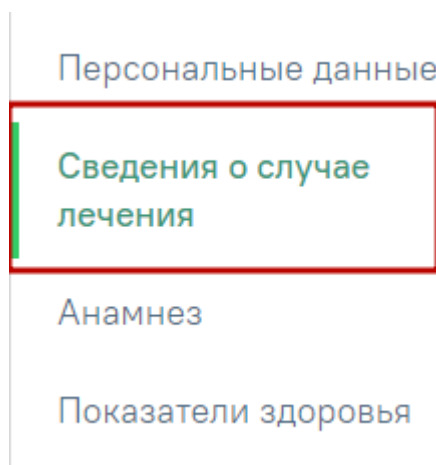 Персональные данные
Сведения о случае
лечения
Анамнез
Показатели здоровья